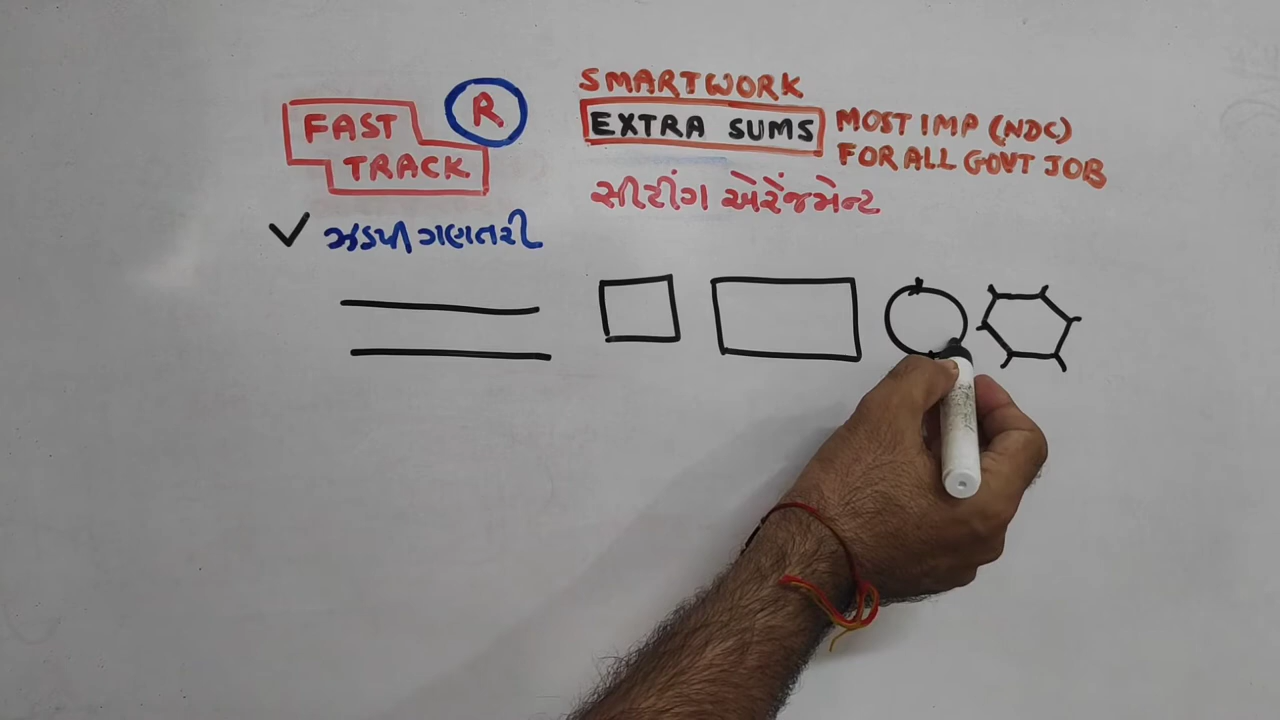 FAST
TRACK
R
ઝડપી ગણતરી
SMARTWORK
EXTRA SUMS
MOST IMP (NDC)
FOR ALL GOVT JOB
સીટીંગ એરેંજમેન્ટ